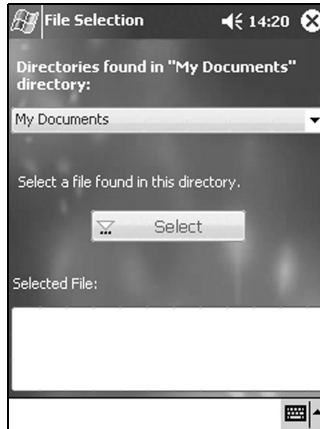 File Selection 14:20
Directories found in "My Documents"
directory:
My Documents
Select a file found in this directory.
Select
Selected File: